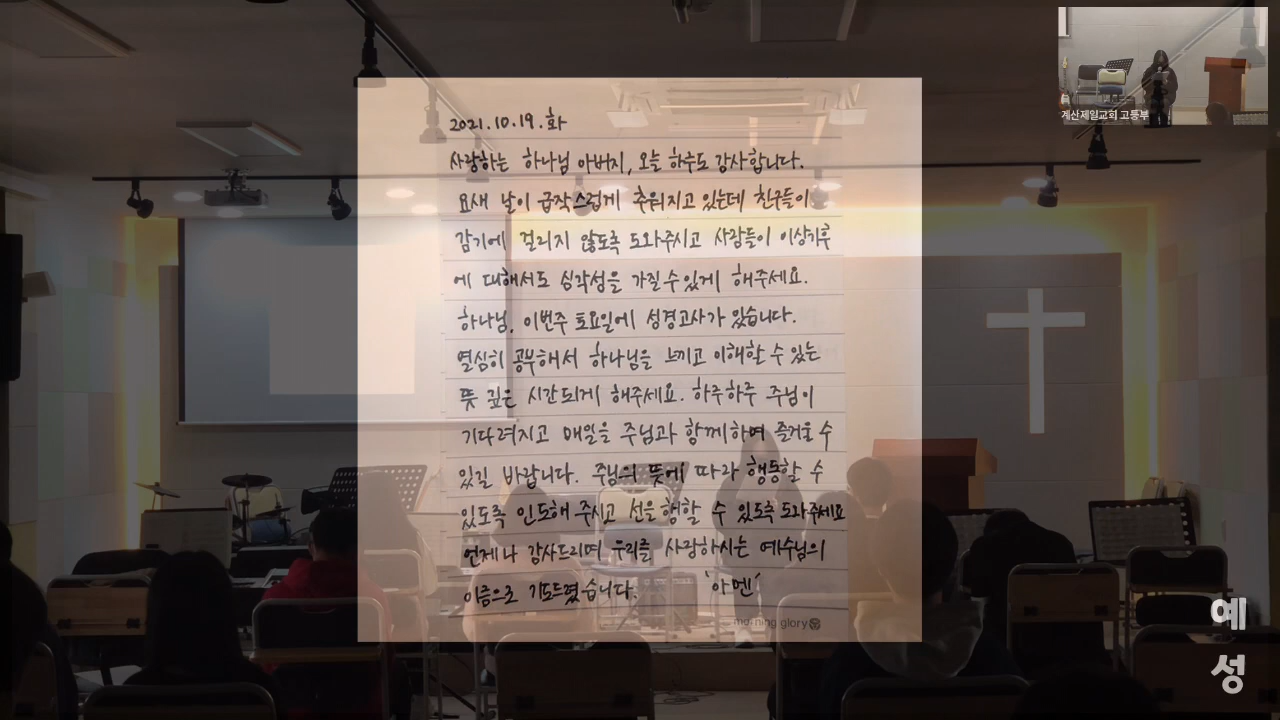 계산제일교회 고등부
2021.10.19.화
사랑하는 하나님 아버지, 오늘 하루도 감사합니다.
요새 날이 급작스럽게 추워지고 있는데 친구들이
감기에 걸리지 않도록 도와주시고 사람들이 이상기후
에 대해서도 심각성을 가질 수 있게 해주세요.
하나님, 이번주 토요일에 성경고사가 있습니다.
열심히 공부해서 하나님을 느끼고 이해할 수 있는
뜻 깊은 시간되게 해주세요. 하루하루 주님이
기다려지고 매일을 주님과 함께하며 즐거울 수
있길 바랍니다. 주님의 뜻에 따라 행동할 수
있도록 인도해 주시고 선을 행할 수 있도록 도와주세요
언제나 감사드리며 우리를 사랑하시는 예수님의
이름으로 기도드렸습니다. '아멘'
morning glory
예
성